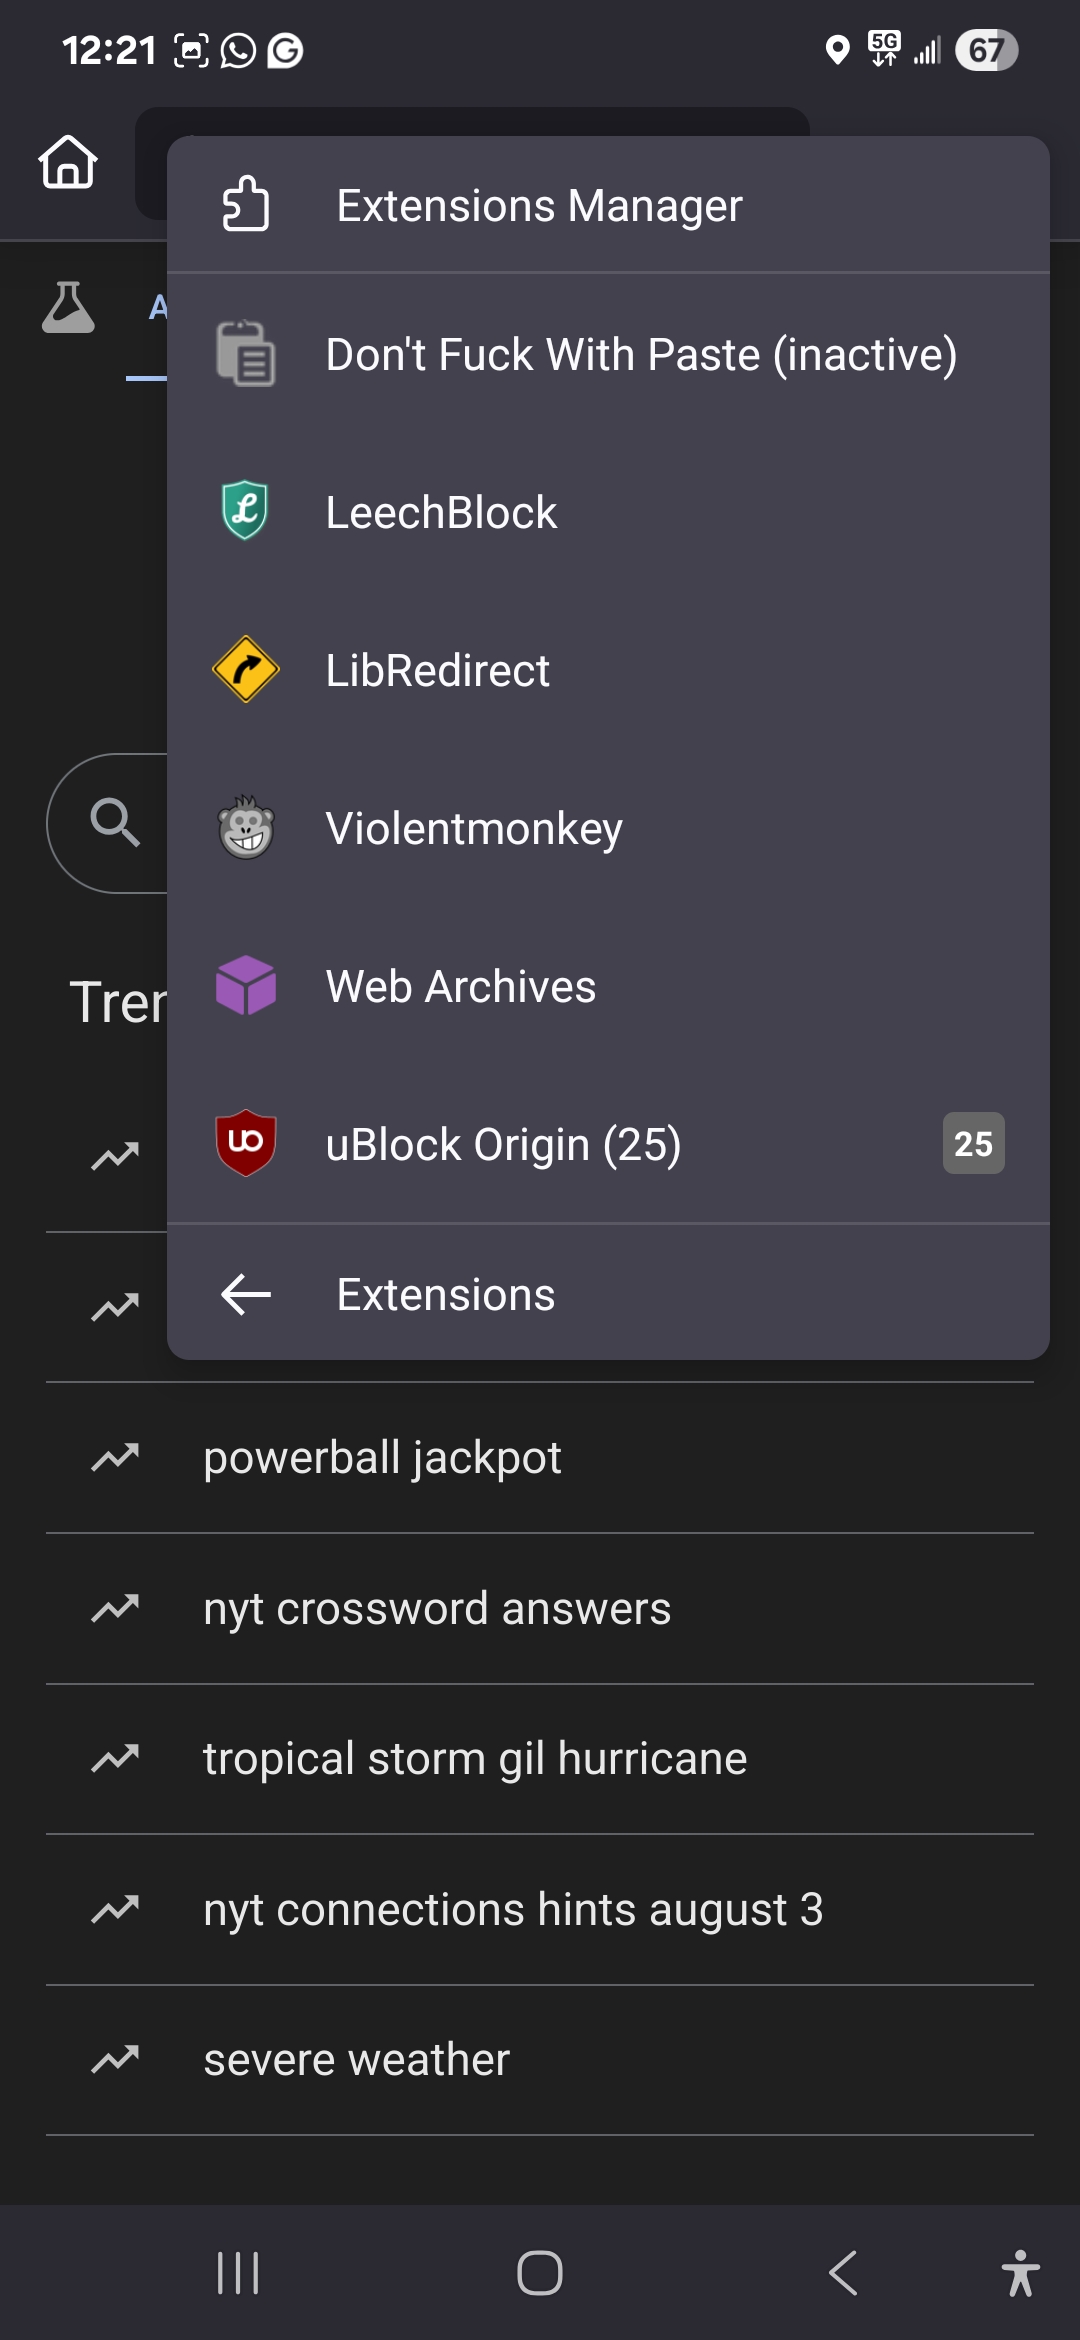 12:21
5G
67
Extensions Manager
A
Don't Fuck With Paste (inactive)
LeechBlock
LibRedirect
Violentmonkey
Web Archives
uBlock Origin (25)
25
Extensions
powerball jackpot
nyt crossword answers
tropical storm gil hurricane
nyt connections hints august 3
severe weather